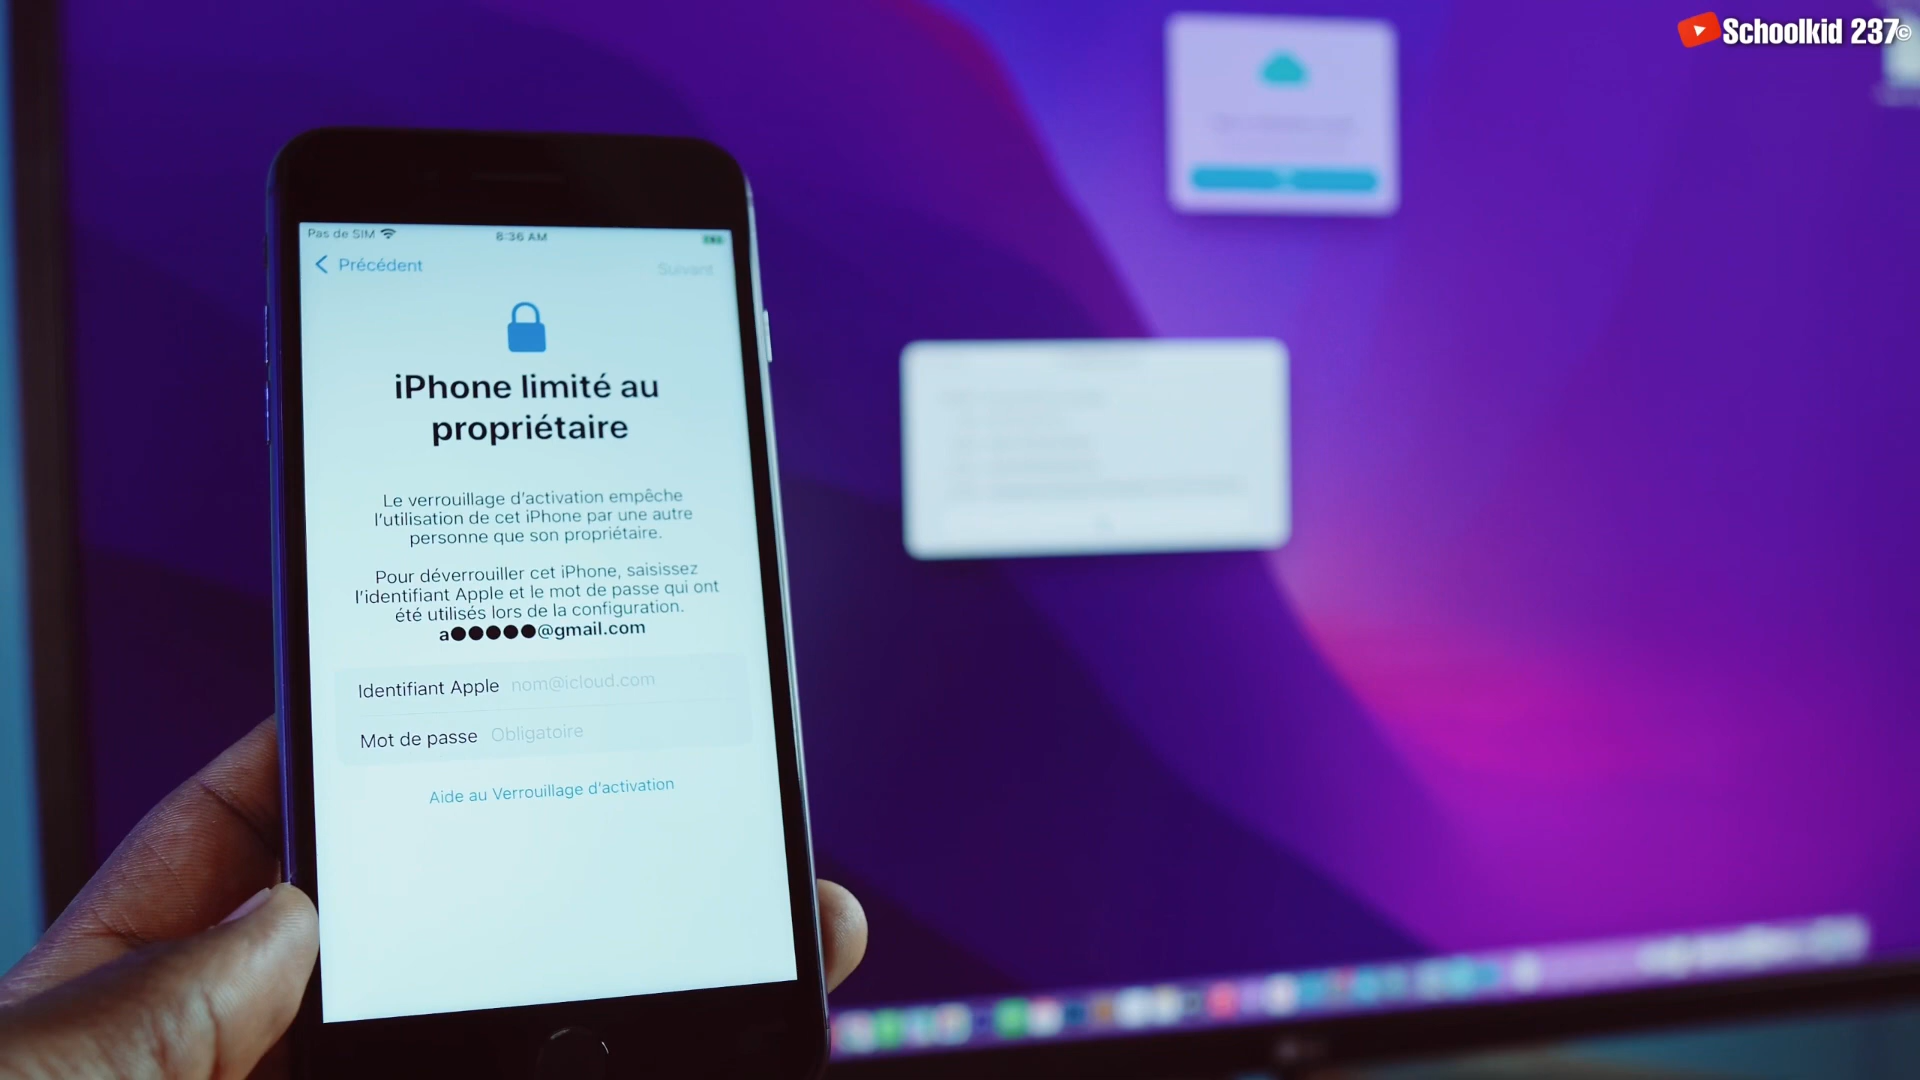 Schoolkid 237©
Pas de SIM
8:36 AM
Précédent
Suivant
iPhone limité au
propriétaire
Le verrouillage d'activation empêche
l'utilisation de cet iPhone par une autre
personne que son propriétaire.
Pour déverrouiller cet iPhone, saisissez
l'identifiant Apple et le mot de passe qui ont
été utilisés lors de la configuration.
a●●●●●@gmail.com
Identifiant Apple nom@icloud.com
Mot de passe Obligatoire
Aide au Verrouillage d'activation